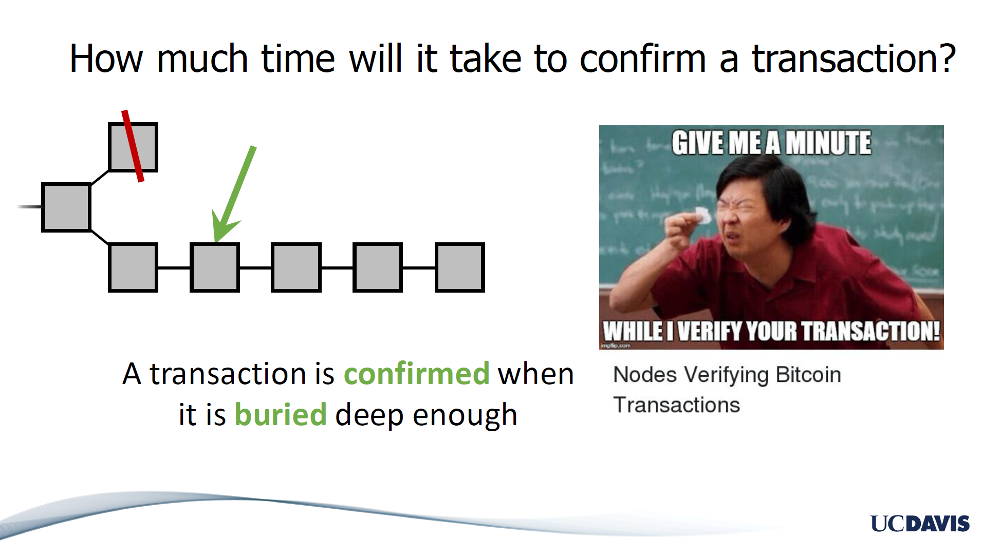 How much time will it take to confirm a transaction?
GIVE ME A MINUTE
WHILE I VERIFY YOUR TRANSACTION!
imgflip.com
Nodes Verifying Bitcoin
Transactions
A transaction is confirmed when
it is buried deep enough
UCDAVIS